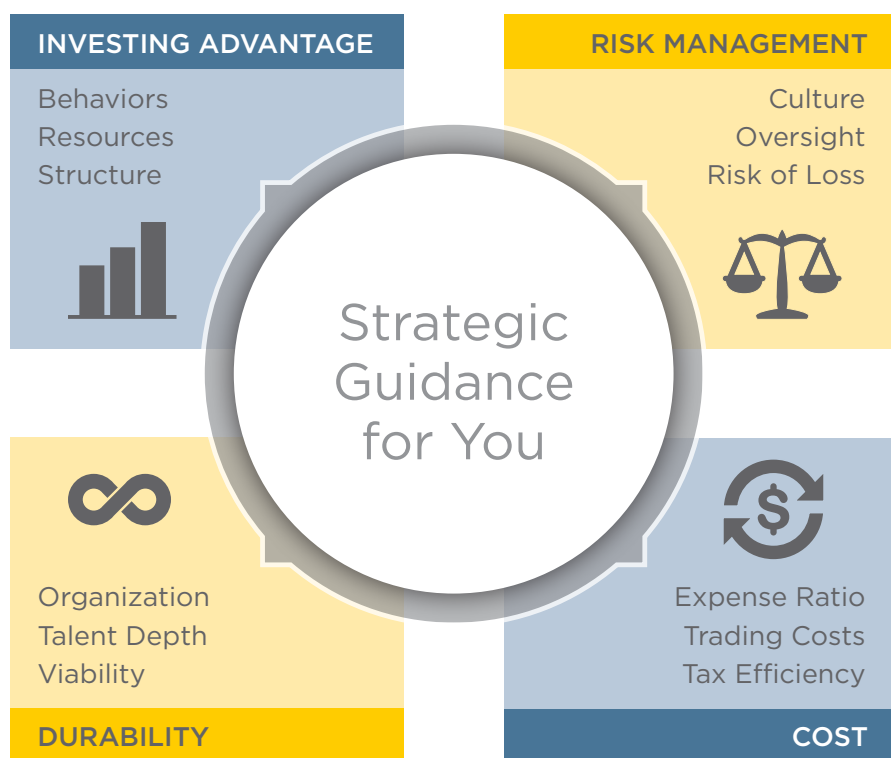 INVESTING ADVANTAGE
Behaviors
Resources
Structure
RISK MANAGEMENT
Culture
Oversight
Risk of Loss
Strategic
Guidance
for You
$
Organization
Talent Depth
Viability
DURABILITY
Expense Ratio
Trading Costs
Tax Efficiency
COST